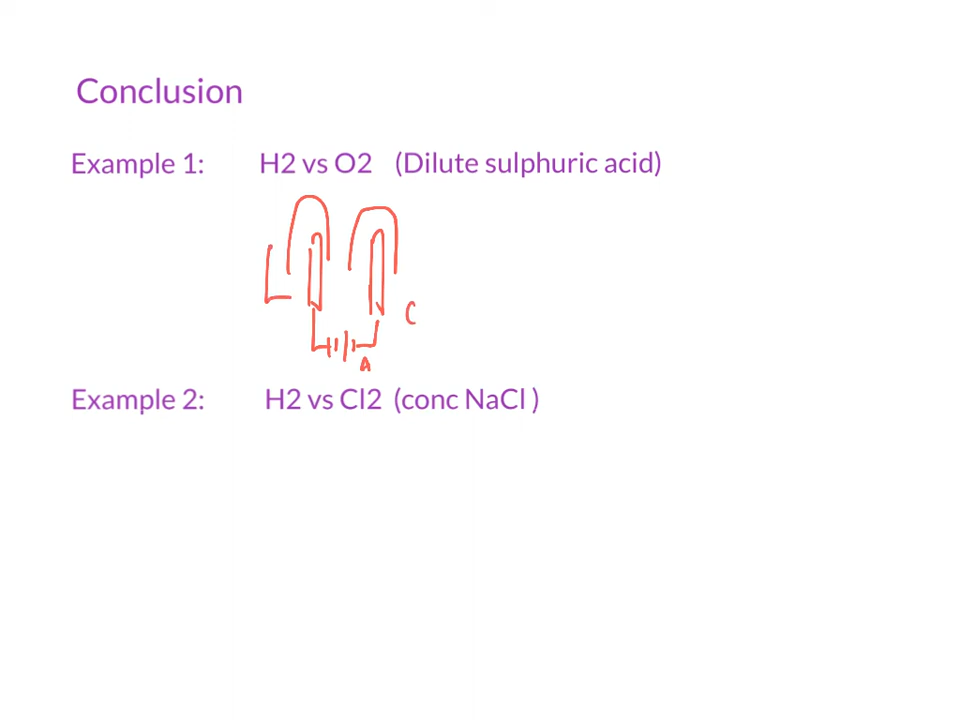 Conclusion
Example 1: H2 vs O2 (Dilute sulphuric acid)
C
A
Example 2: H2 vs Cl2 (conc NaCl )